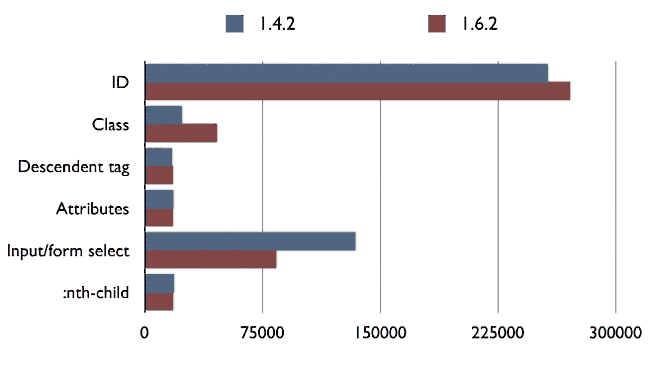 1.4.2 1.6.2
ID
Class
Descendent tag
Attributes
Input/form select
:nth-child
0 75000 150000 225000 300000